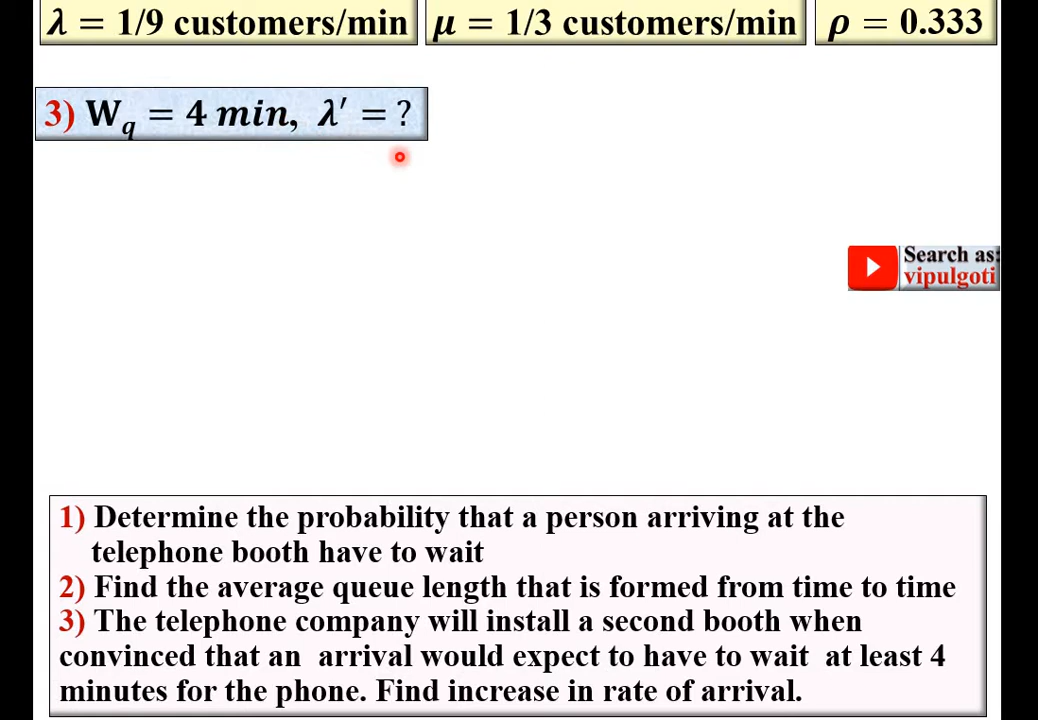 λ = 1/9 customers/min μ = 1/3 customers/min ρ = 0.333
3) W_q = 4 min, λ′ = ?
Search as:
vipulgoti
1) Determine the probability that a person arriving at the
telephone booth have to wait
2) Find the average queue length that is formed from time to time
3) The telephone company will install a second booth when
convinced that an arrival would expect to have to wait at least 4
minutes for the phone. Find increase in rate of arrival.